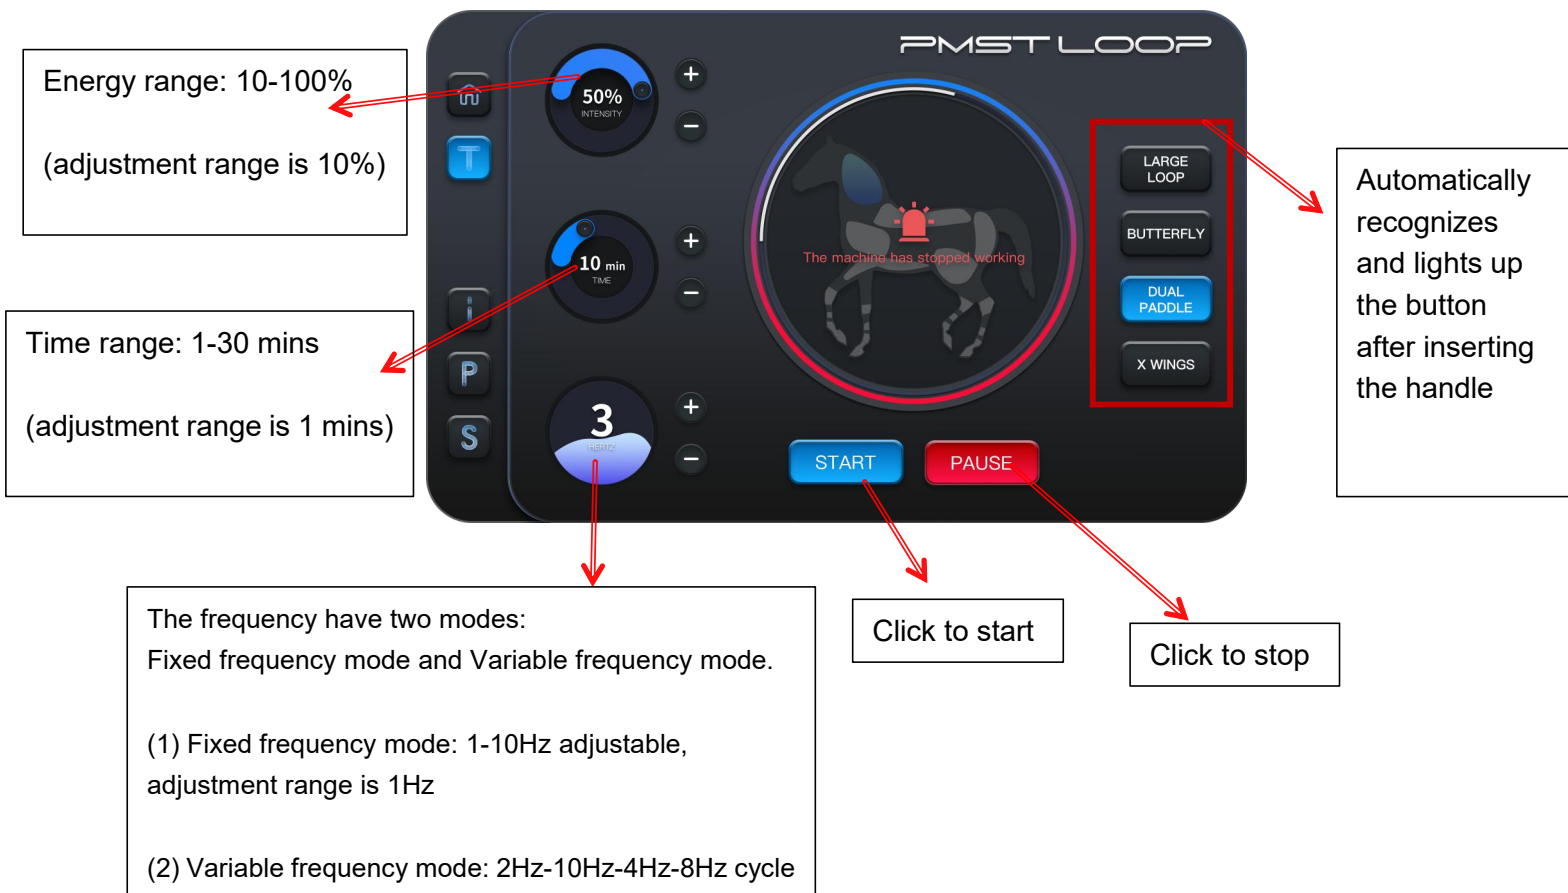 Energy range: 10-100%
(adjustment range is 10%)
Time range: 1-30 mins
(adjustment range is 1 mins)
T
i
P
S
50%
INTENSITY
10 min
TIME
3
HERTZ
+
−
+
−
+
−
PMST LOOP
The machine has stopped working
LARGE
LOOP
BUTTERFLY
DUAL
PADDLE
X WINGS
START
PAUSE
Automatically
recognizes
and lights up
the button
after inserting
the handle
The frequency have two modes:
Fixed frequency mode and Variable frequency mode.
(1) Fixed frequency mode: 1-10Hz adjustable,
adjustment range is 1Hz
(2) Variable frequency mode: 2Hz-10Hz-4Hz-8Hz cycle
Click to start
Click to stop